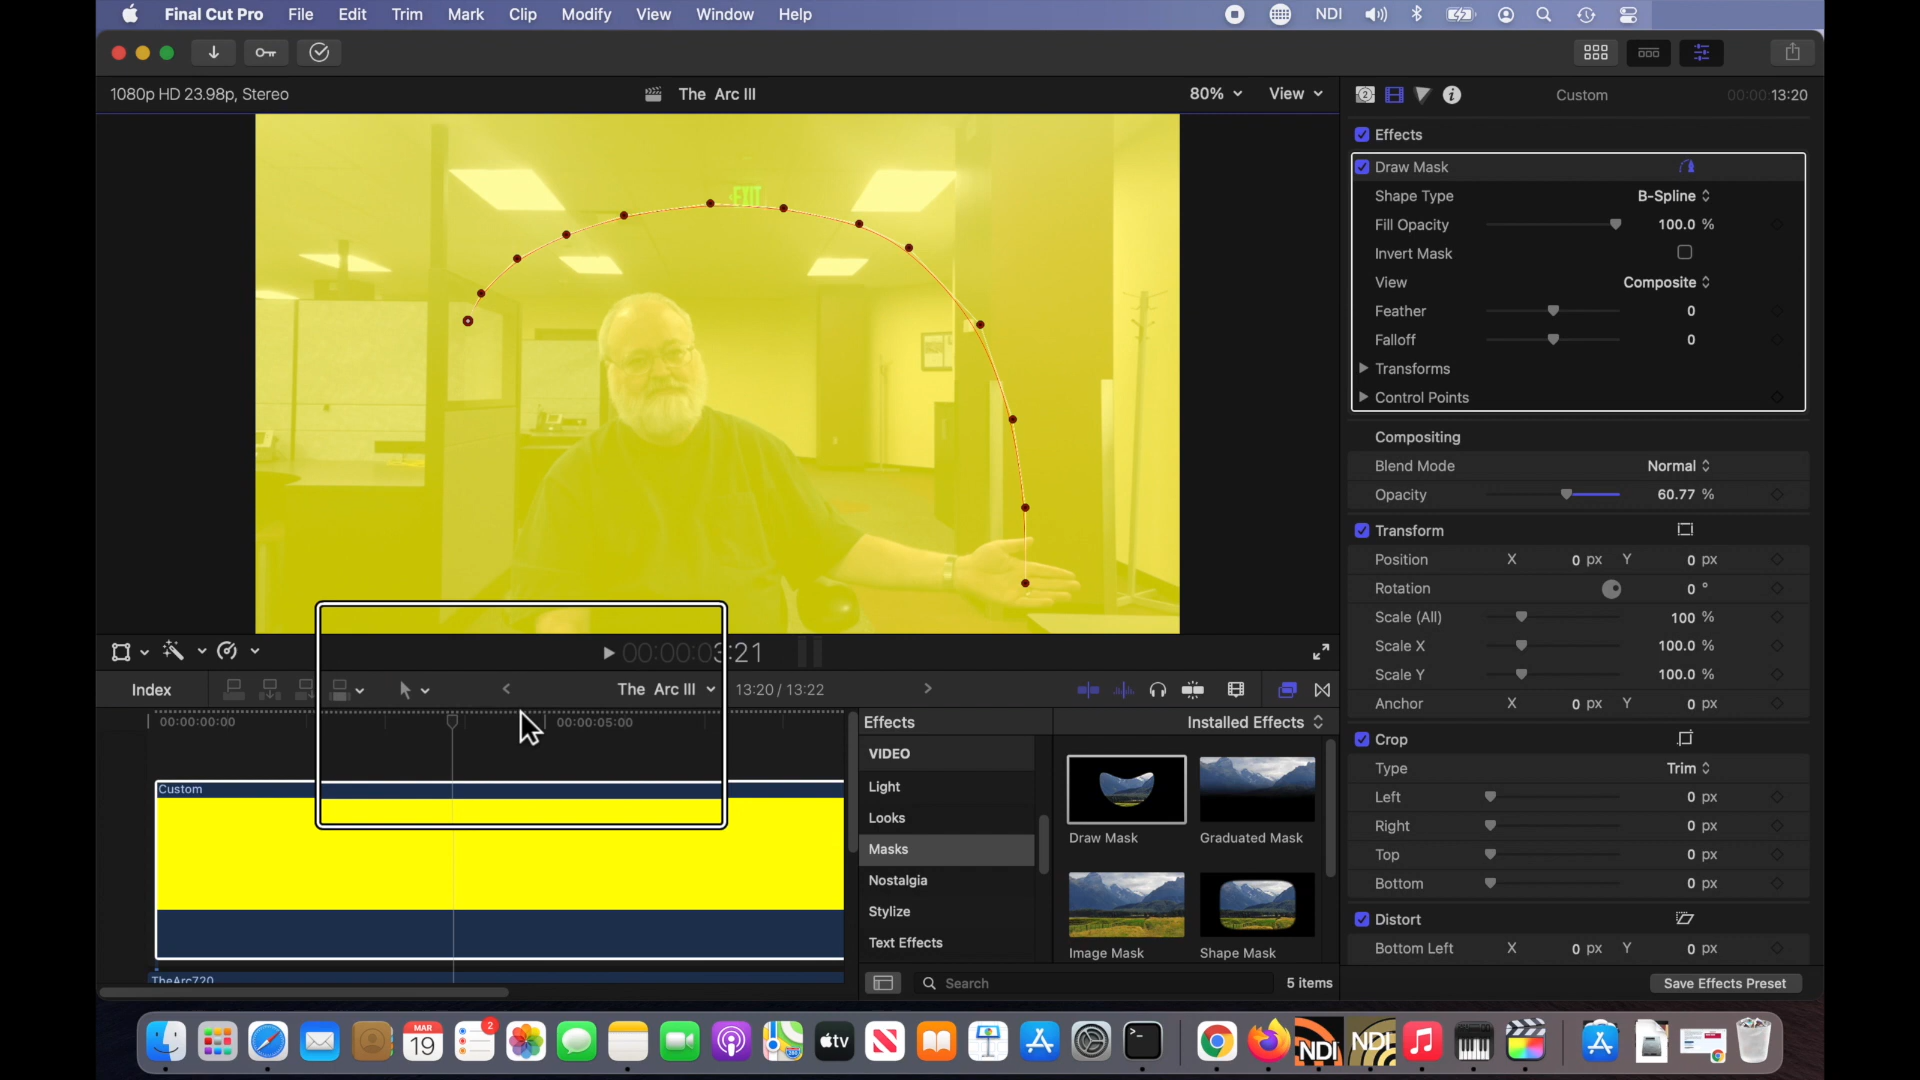 Final Cut Pro File Edit Trim Mark Clip Modify View Window Help NDI
1080p HD 23.98p, Stereo The Arc III 80% View Custom 00:00:13:20
Effects
Draw Mask
Shape Type B-Spline
Fill Opacity 100.0 %
Invert Mask
View Composite
Feather 0
Falloff 0
Transforms
Control Points
Compositing
Blend Mode Normal
Opacity 60.77 %
Transform
Position X 0 px Y 0 px
Rotation 0 °
Scale (All) 100 %
Scale X 100.0 %
Scale Y 100.0 %
Anchor X 0 px Y 0 px
Crop
Type Trim
Left 0 px
Right 0 px
Top 0 px
Bottom 0 px
Distort
Bottom Left X 0 px Y 0 px
Save Effects Preset
EXIT
00:00:03:21
Index The Arc III 13:20 / 13:22
00:00:00:00 00:00:05:00
Custom
TheArc720
Effects Installed Effects
VIDEO
Light
Looks
Masks
Nostalgia
Stylize
Text Effects
Draw Mask Graduated Mask
Image Mask Shape Mask
Search 5 items
MAR
19
2
tv
NDI
NDI